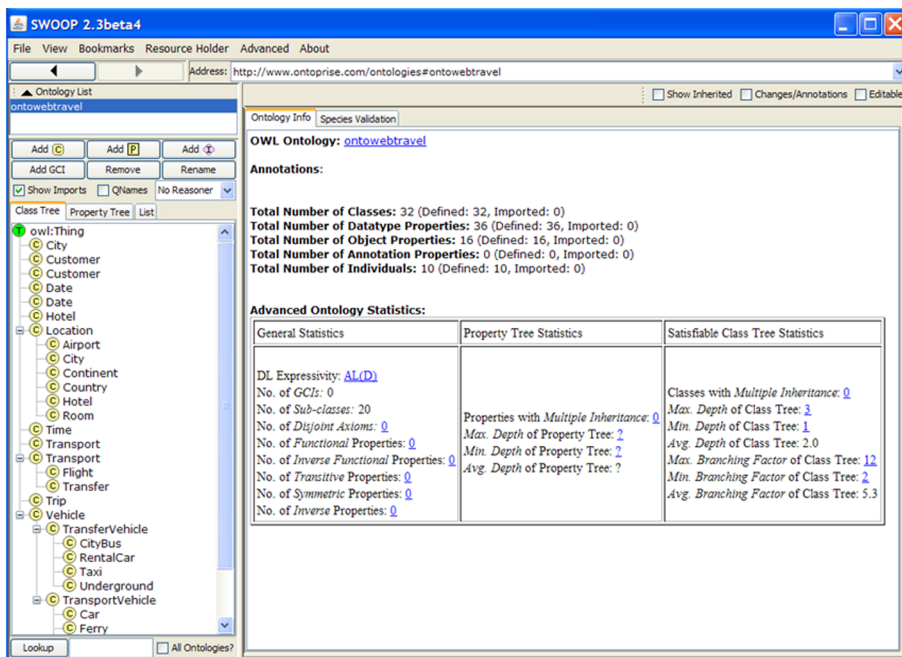 SWOOP 2.3beta4
File View Bookmarks Resource Holder Advanced About
Address: http://www.ontoprise.com/ontologies#ontowebtravel
Ontology List
ontowebtravel
Add C Add P Add I
Add GCI Remove Rename
Show Imports QNames No Reasoner
Class Tree Property Tree List
T owl:Thing
C City
C Customer
C Customer
C Date
C Date
C Hotel
C Location
C Airport
C City
C Continent
C Country
C Hotel
C Room
C Time
C Transport
C Transport
C Flight
C Transfer
C Trip
C Vehicle
C TransferVehicle
C CityBus
C RentalCar
C Taxi
C Underground
C TransportVehicle
C Car
C Ferry
Lookup All Ontologies?
Show Inherited Changes/Annotations Editable
Ontology Info Species Validation
OWL Ontology: ontowebtravel
Annotations:
Total Number of Classes: 32 (Defined: 32, Imported: 0)
Total Number of Datatype Properties: 36 (Defined: 36, Imported: 0)
Total Number of Object Properties: 16 (Defined: 16, Imported: 0)
Total Number of Annotation Properties: 0 (Defined: 0, Imported: 0)
Total Number of Individuals: 10 (Defined: 10, Imported: 0)
Advanced Ontology Statistics:
General Statistics
DL Expressivity: AL(D)
No. of GCIs: 0
No. of Sub-classes: 20
No. of Disjoint Axioms: 0
No. of Functional Properties: 0
No. of Inverse Functional Properties: 0
No. of Transitive Properties: 0
No. of Symmetric Properties: 0
No. of Inverse Properties: 0
Property Tree Statistics
Properties with Multiple Inheritance: 0
Max. Depth of Property Tree: ?
Min. Depth of Property Tree: ?
Avg. Depth of Property Tree: ?
Satisfiable Class Tree Statistics
Classes with Multiple Inheritance: 0
Max. Depth of Class Tree: 3
Min. Depth of Class Tree: 1
Avg. Depth of Class Tree: 2.0
Max. Branching Factor of Class Tree: 12
Min. Branching Factor of Class Tree: 2
Avg. Branching Factor of Class Tree: 5.3